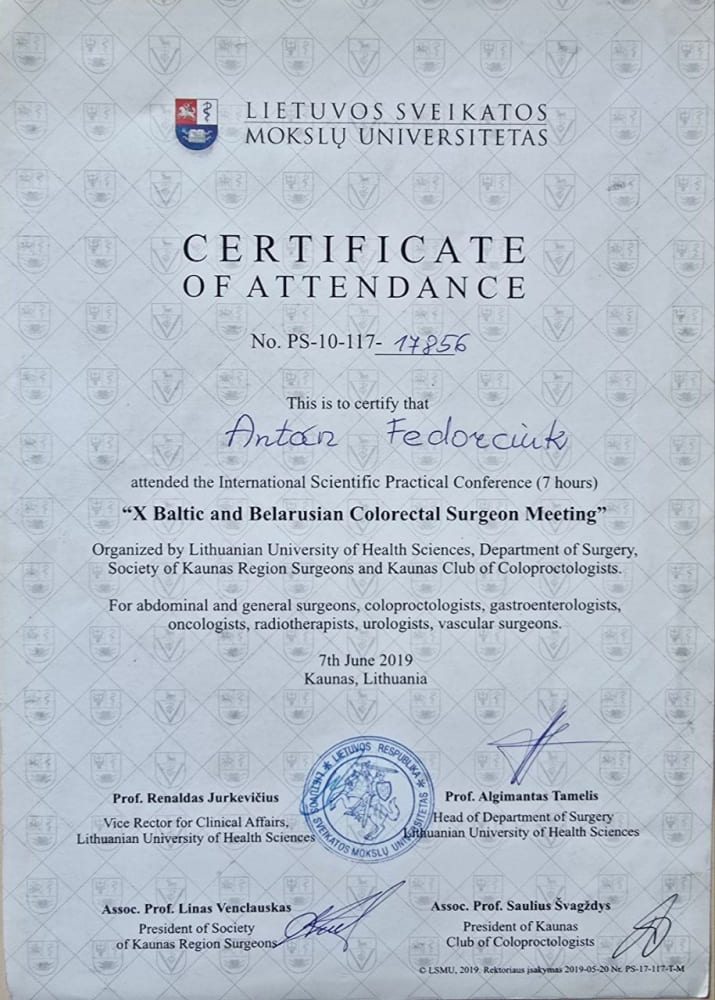 LIETUVOS SVEIKATOS
MOKSLŲ UNIVERSITETAS
CERTIFICATE
OF ATTENDANCE
No. PS-10-117- 17856
This is to certify that
Antan Fedorciuk
attended the International Scientific Practical Conference (7 hours)
“X Baltic and Belarusian Colorectal Surgeon Meeting”
Organized by Lithuanian University of Health Sciences, Department of Surgery,
Society of Kaunas Region Surgeons and Kaunas Club of Coloproctologists.
For abdominal and general surgeons, coloproctologists, gastroenterologists,
oncologists, radiotherapists, urologists, vascular surgeons.
7th June 2019
Kaunas, Lithuania
LIETUVOS RESPUBLIKA
LIETUVOS SVEIKATOS MOKSLŲ UNIVERSITETAS
Prof. Renaldas Jurkevičius
Vice Rector for Clinical Affairs,
Lithuanian University of Health Sciences
Prof. Algimantas Tamelis
Head of Department of Surgery
Lithuanian University of Health Sciences
Assoc. Prof. Linas Venclauskas
President of Society
of Kaunas Region Surgeons
Assoc. Prof. Saulius Švagždys
President of Kaunas
Club of Coloproctologists
© LSMU, 2019. Rektoriaus įsakymas 2019-05-20 Nr. PS-17-117-T-M